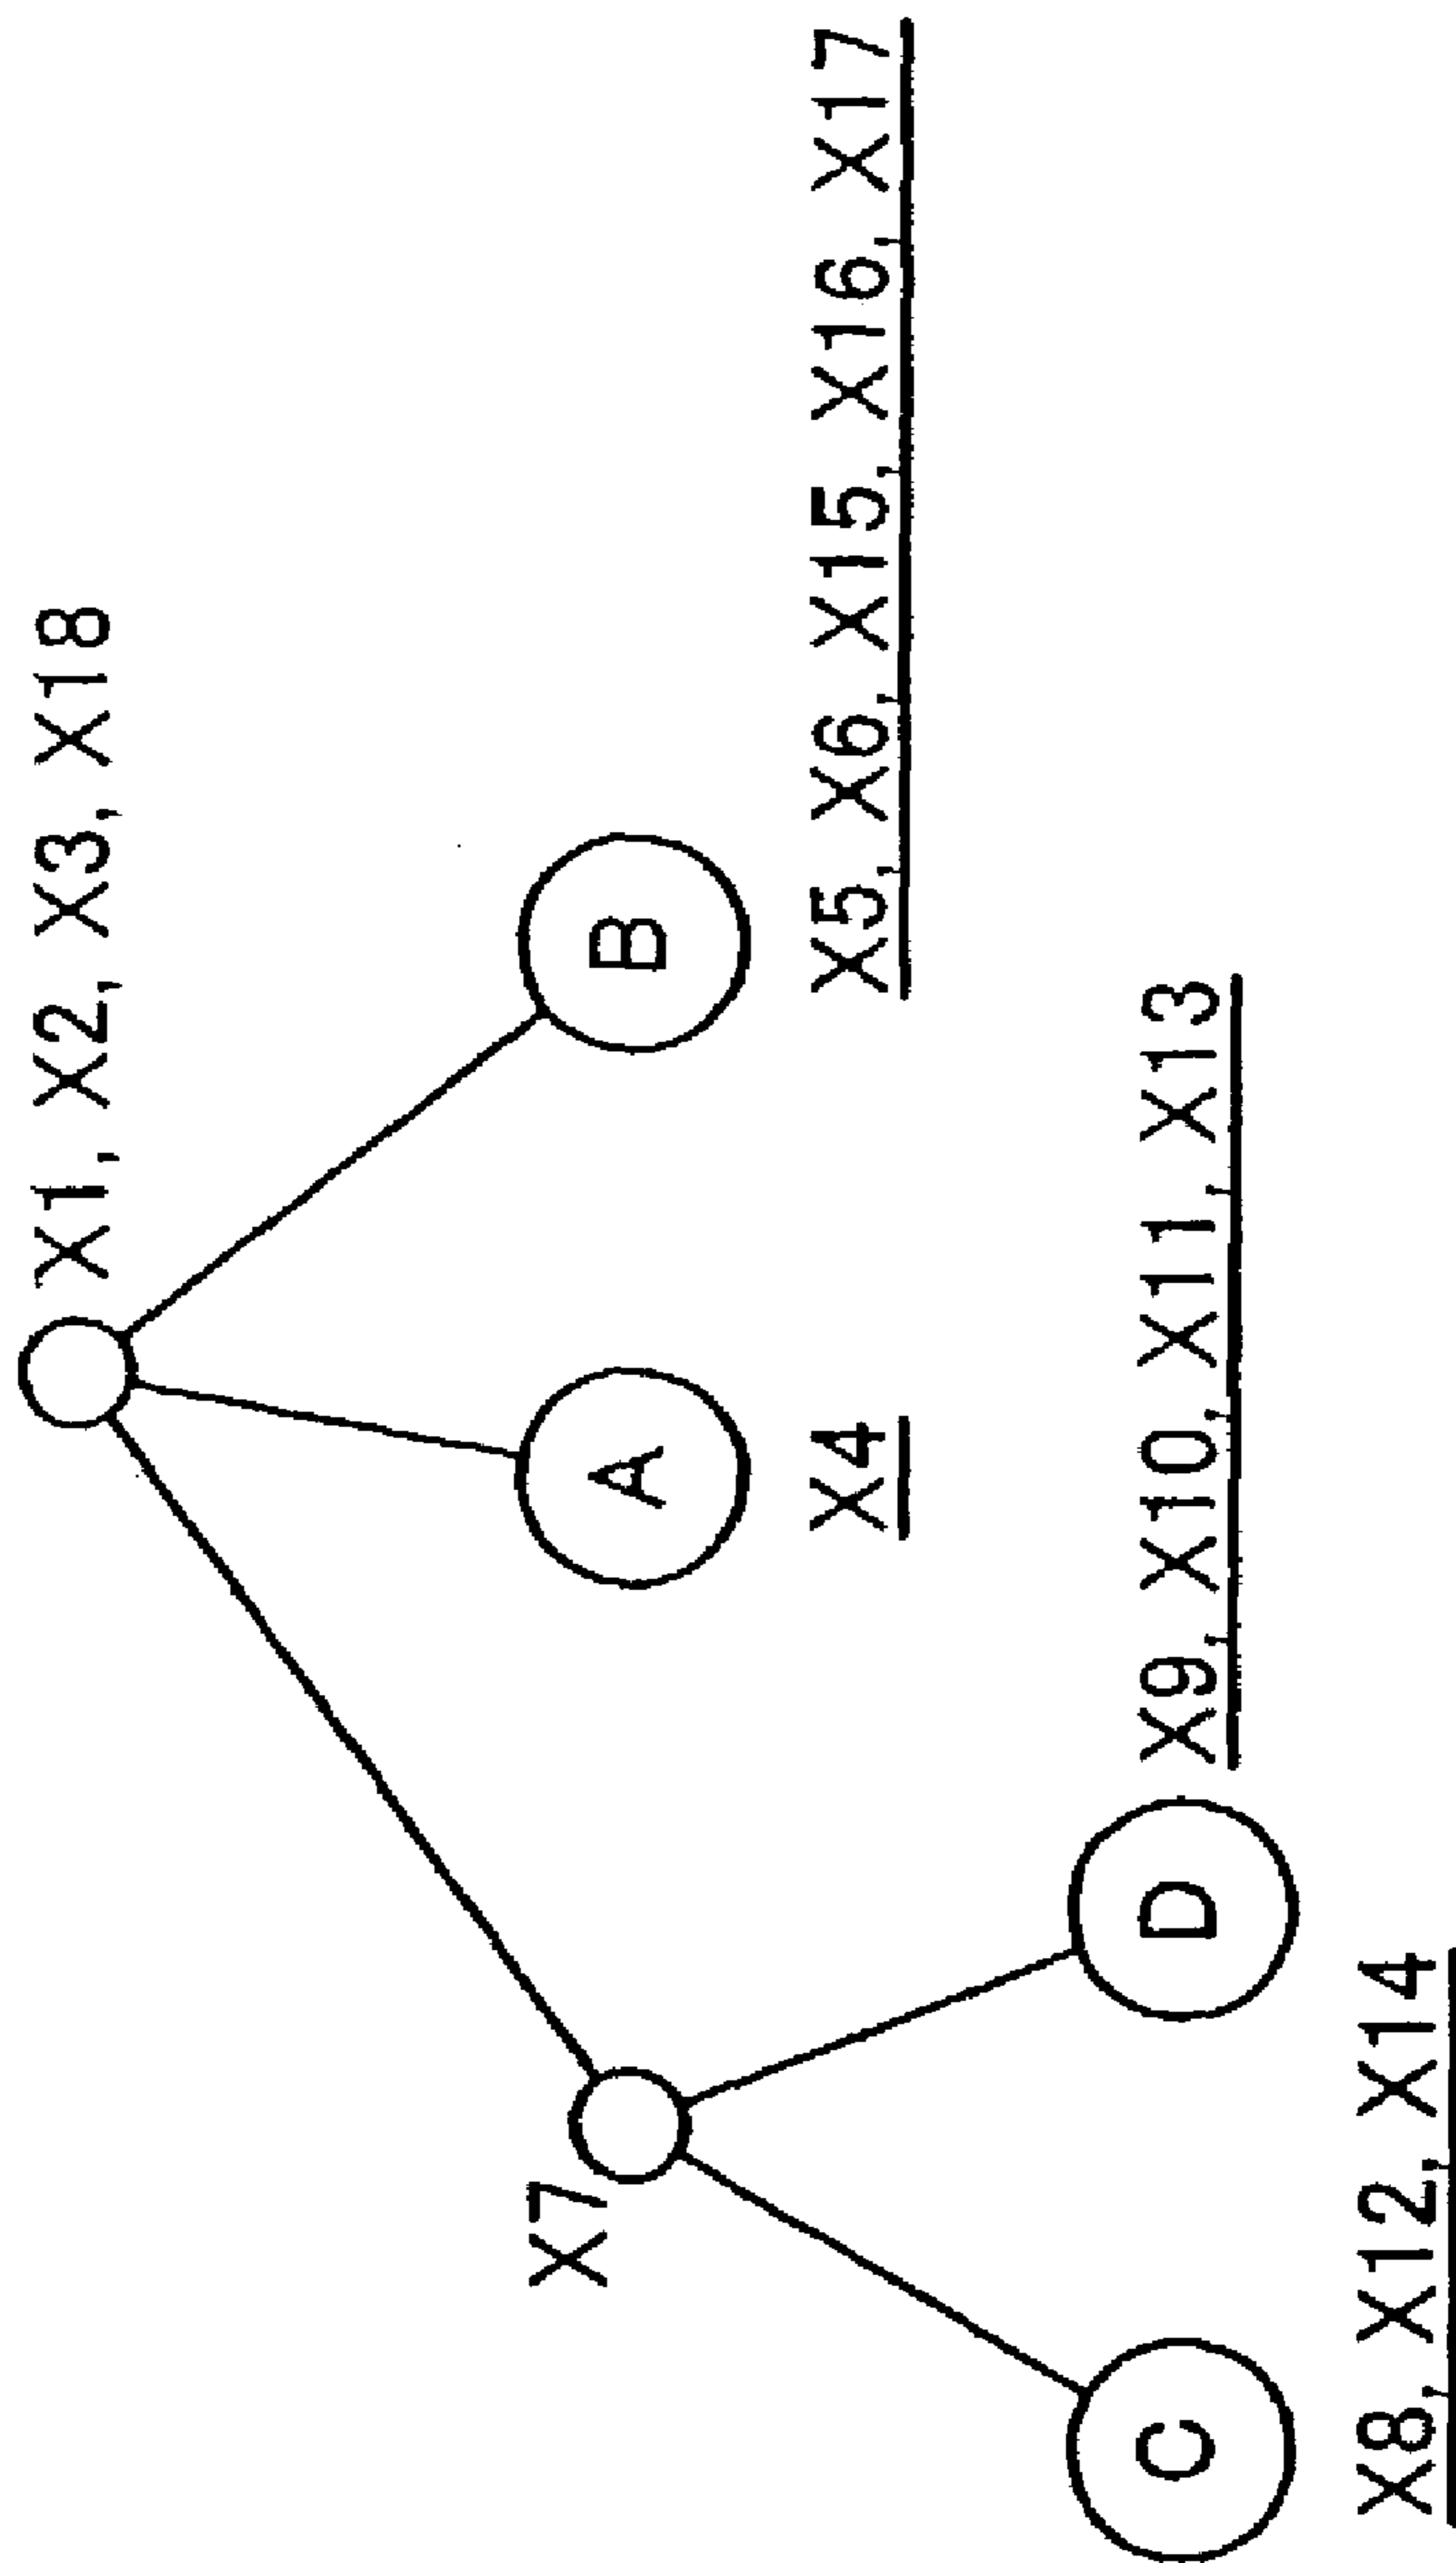 X1, X2, X3, X18
X7
A
B
X4
X5, X6, X15, X16, X17
C
D
X9, X10, X11, X13
X8, X12, X14